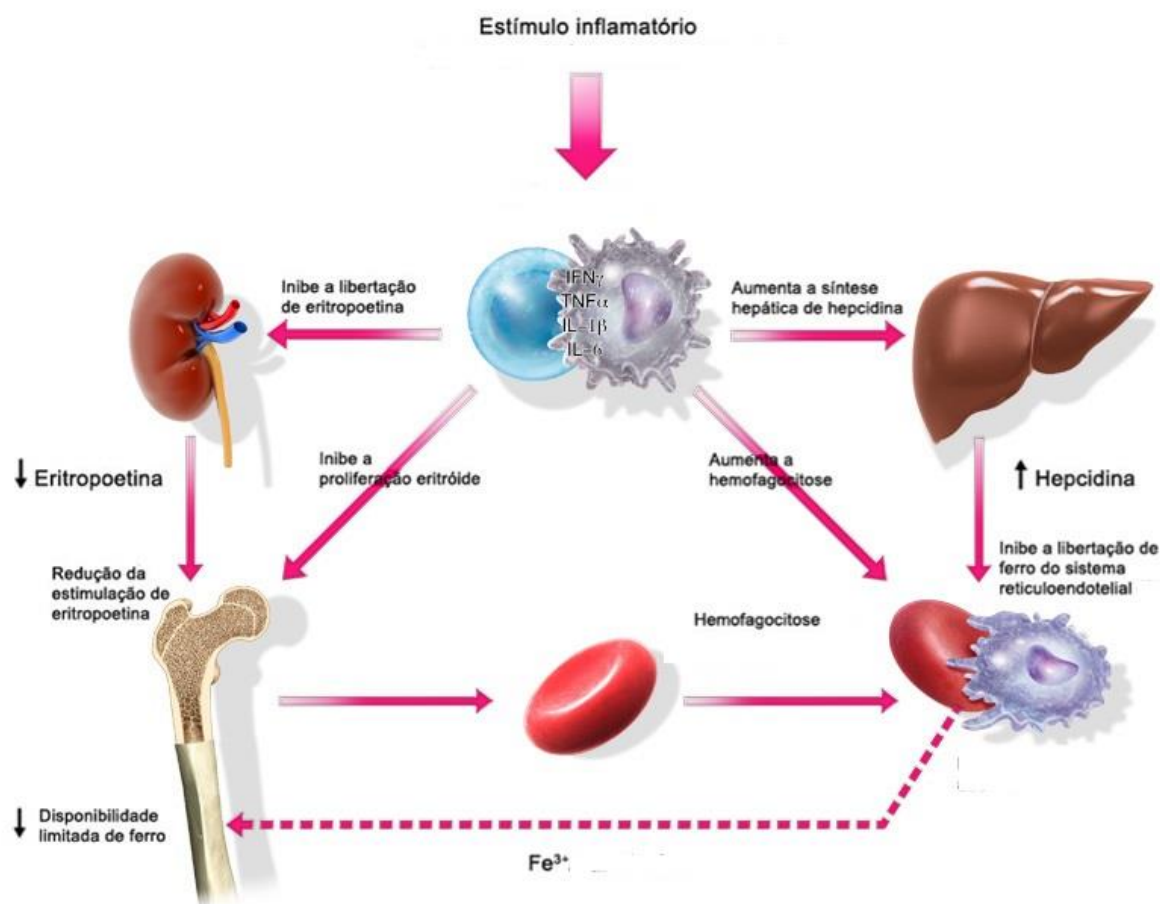 Estímulo inflamatório
Inibe a libertação
de eritropoetina
IFNγ
TNFα
IL-1β
IL-6
Aumenta a síntese
hepática de hepcidina
↓ Eritropoetina
Inibe a
proliferação eritróide
Aumenta a
hemofagocitose
↑ Hepcidina
Redução da
estimulação de
eritropoetina
Inibe a libertação de
ferro do sistema
reticuloendotelial
Hemofagocitose
↓ Disponibilidade
limitada de ferro
Fe³⁺